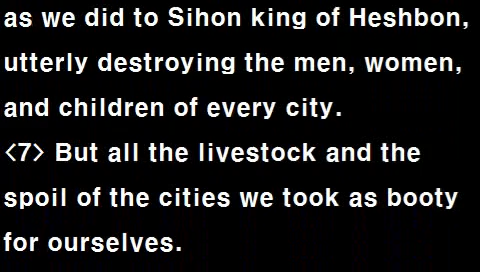 as we did to Sihon king of Heshbon,
utterly destroying the men, women,
and children of every city.
<7> But all the livestock and the
spoil of the cities we took as booty
for ourselves.